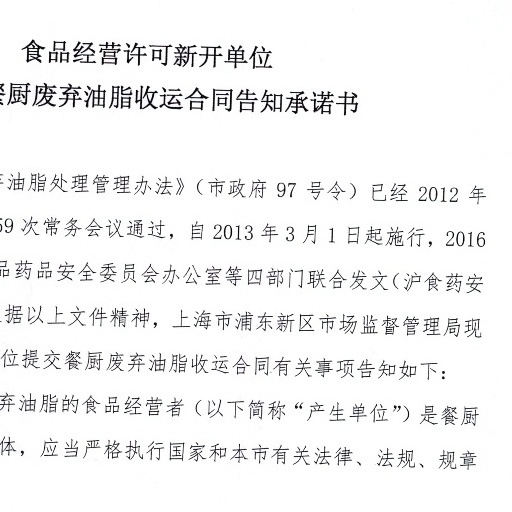 食品经营许可新开单位
厨废弃油脂收运合同告知承诺书
油脂处理管理办法》（市政府 97 号令）已经 2012 年
59 次常务会议通过，自 2013 年 3 月 1 日起施行，2016
品药品安全委员会办公室等四部门联合发文（沪食药安
据以上文件精神，上海市浦东新区市场监督管理局现
位提交餐厨废弃油脂收运合同有关事项告知如下：
弃油脂的食品经营者（以下简称“产生单位”）是餐厨
体，应当严格执行国家和本市有关法律、法规、规章